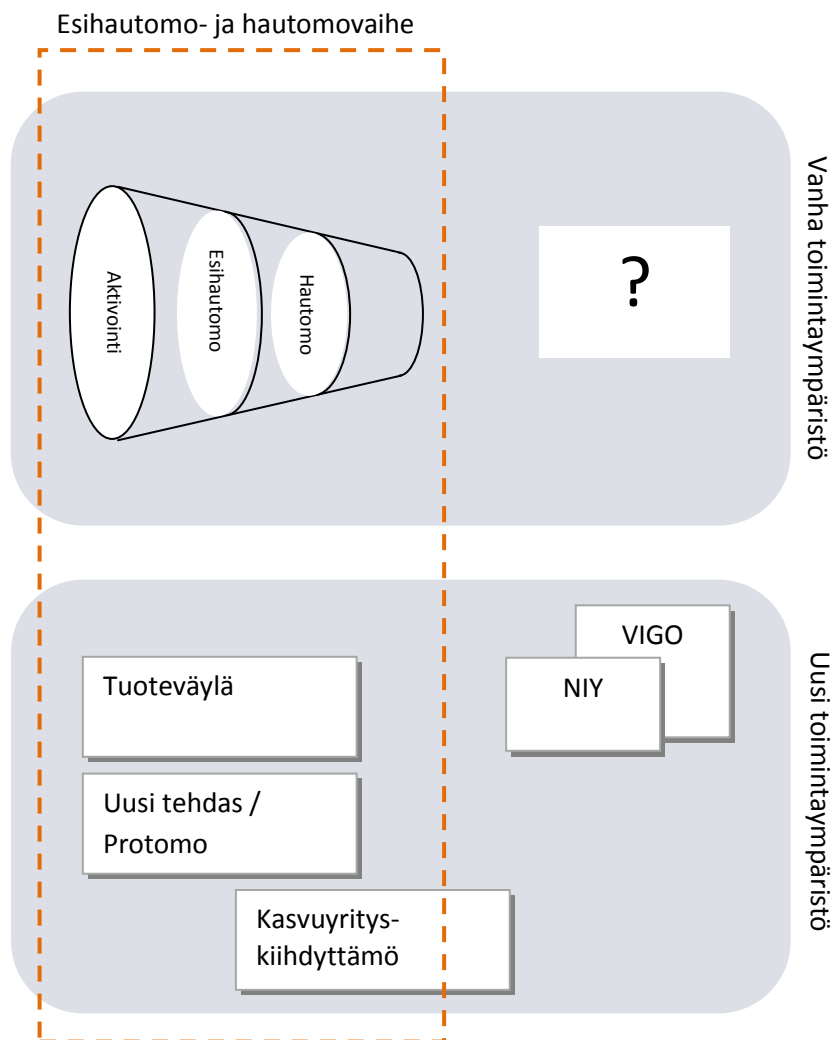 Esihautomo- ja hautomovaihe
Aktivointi
Esihautomo
Hautomo
?
Vanha toimintaympäristö
VIGO
NIY
Tuoteväylä
Uusi tehdas /
Protomo
Kasvuyritys-
kiihdyttämö
Uusi toimintaympäristö